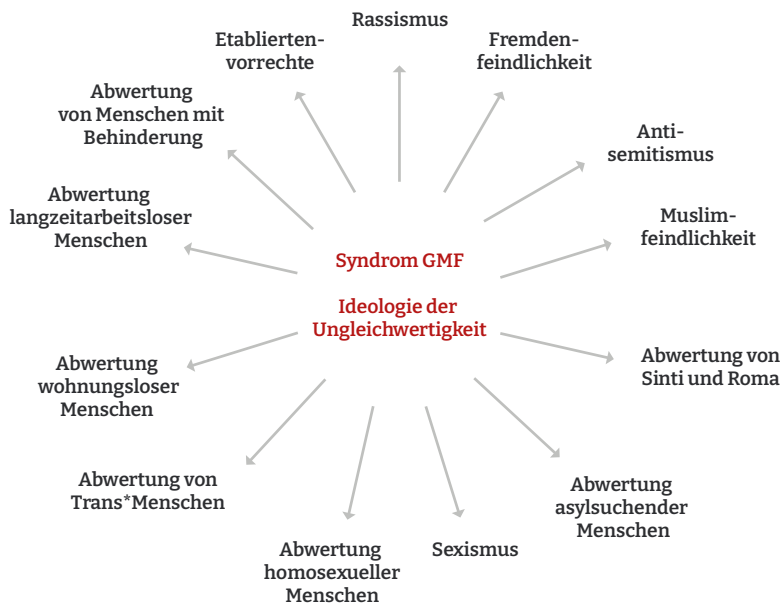 Rassismus
Fremden-
feindlichkeit
Anti-
semitismus
Muslim-
feindlichkeit
Abwertung von
Sinti und Roma
Abwertung
asylsuchender
Menschen
Sexismus
Abwertung
homosexueller
Menschen
Abwertung von
Trans*Menschen
Abwertung
wohnungsloser
Menschen
Abwertung
langzeitarbeitsloser
Menschen
Abwertung
von Menschen mit
Behinderung
Etablierten-
vorrechte
Syndrom GMF
Ideologie der
Ungleichwertigkeit